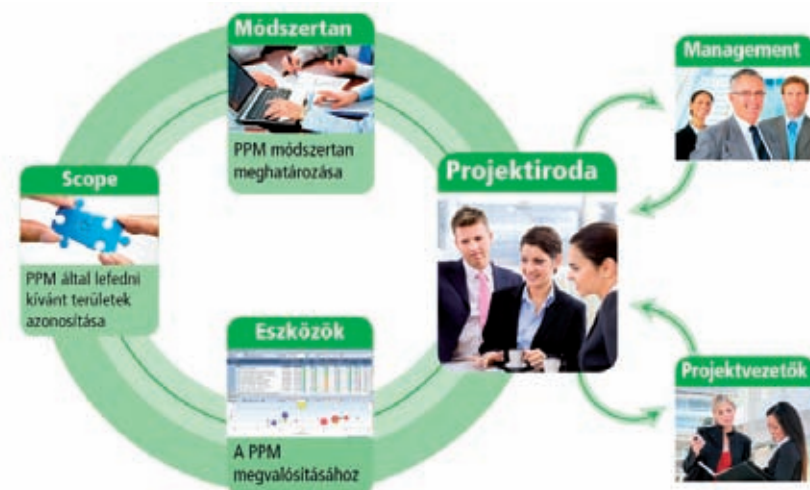 Módszertan
PPM módszertan
meghatározása
Management
Scope
PPM által lefedni
kívánt területek
azonosítása
Projektiroda
Eszközök
A PPM
megvalósításához
Projektvezetők